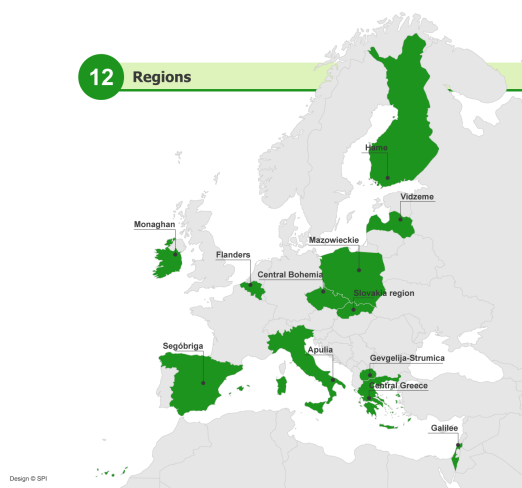 12 Regions
Häme
Vidzeme
Monaghan
Mazowieckie
Flanders
Central Bohemia
Slovakia region
Segóbriga
Apulia
Gevgelija-Strumica
Central Greece
Galilee
Design © SPI